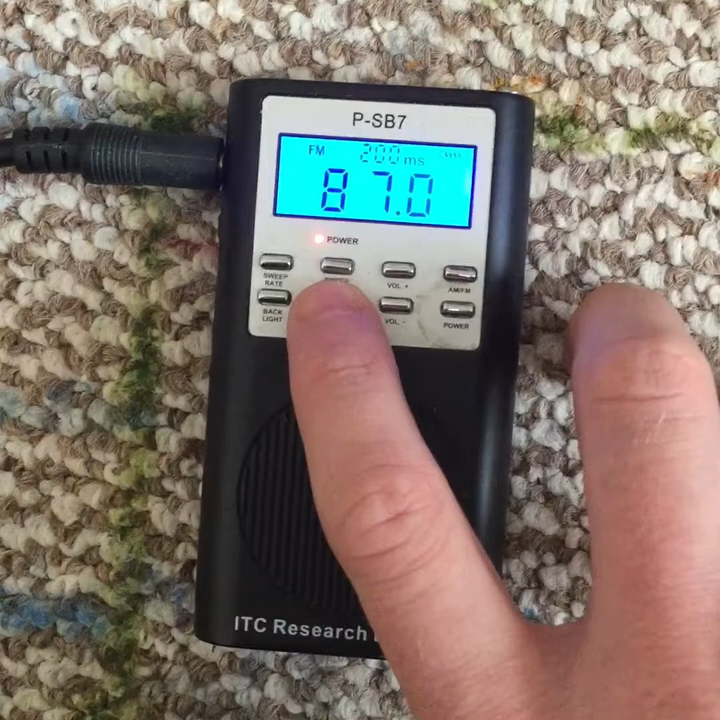 P-SB7
FM 200 ms
87.0
POWER
SWEEP RATE
VOL +
AM/FM
BACK LIGHT
VOL -
POWER
ITC Research